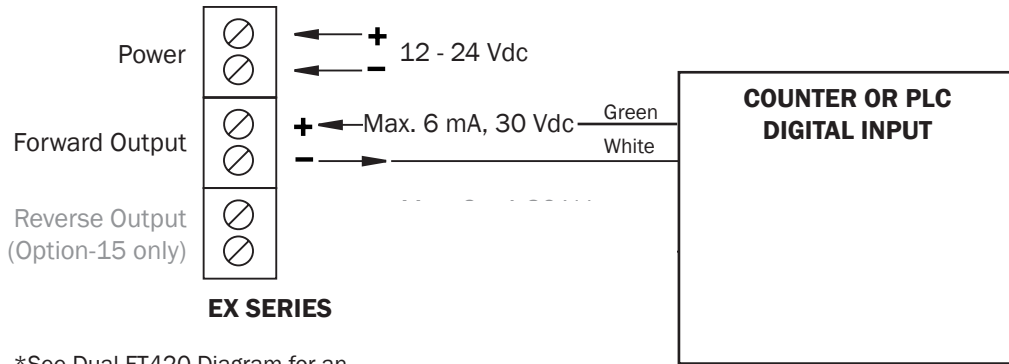 Power
+
12 - 24 Vdc
−
COUNTER OR PLC
DIGITAL INPUT
Forward Output
+
Max. 6 mA, 30 Vdc
Green
−
White
Reverse Output
(Option-15 only)
EX SERIES
*See Dual FT420 Diagram for an